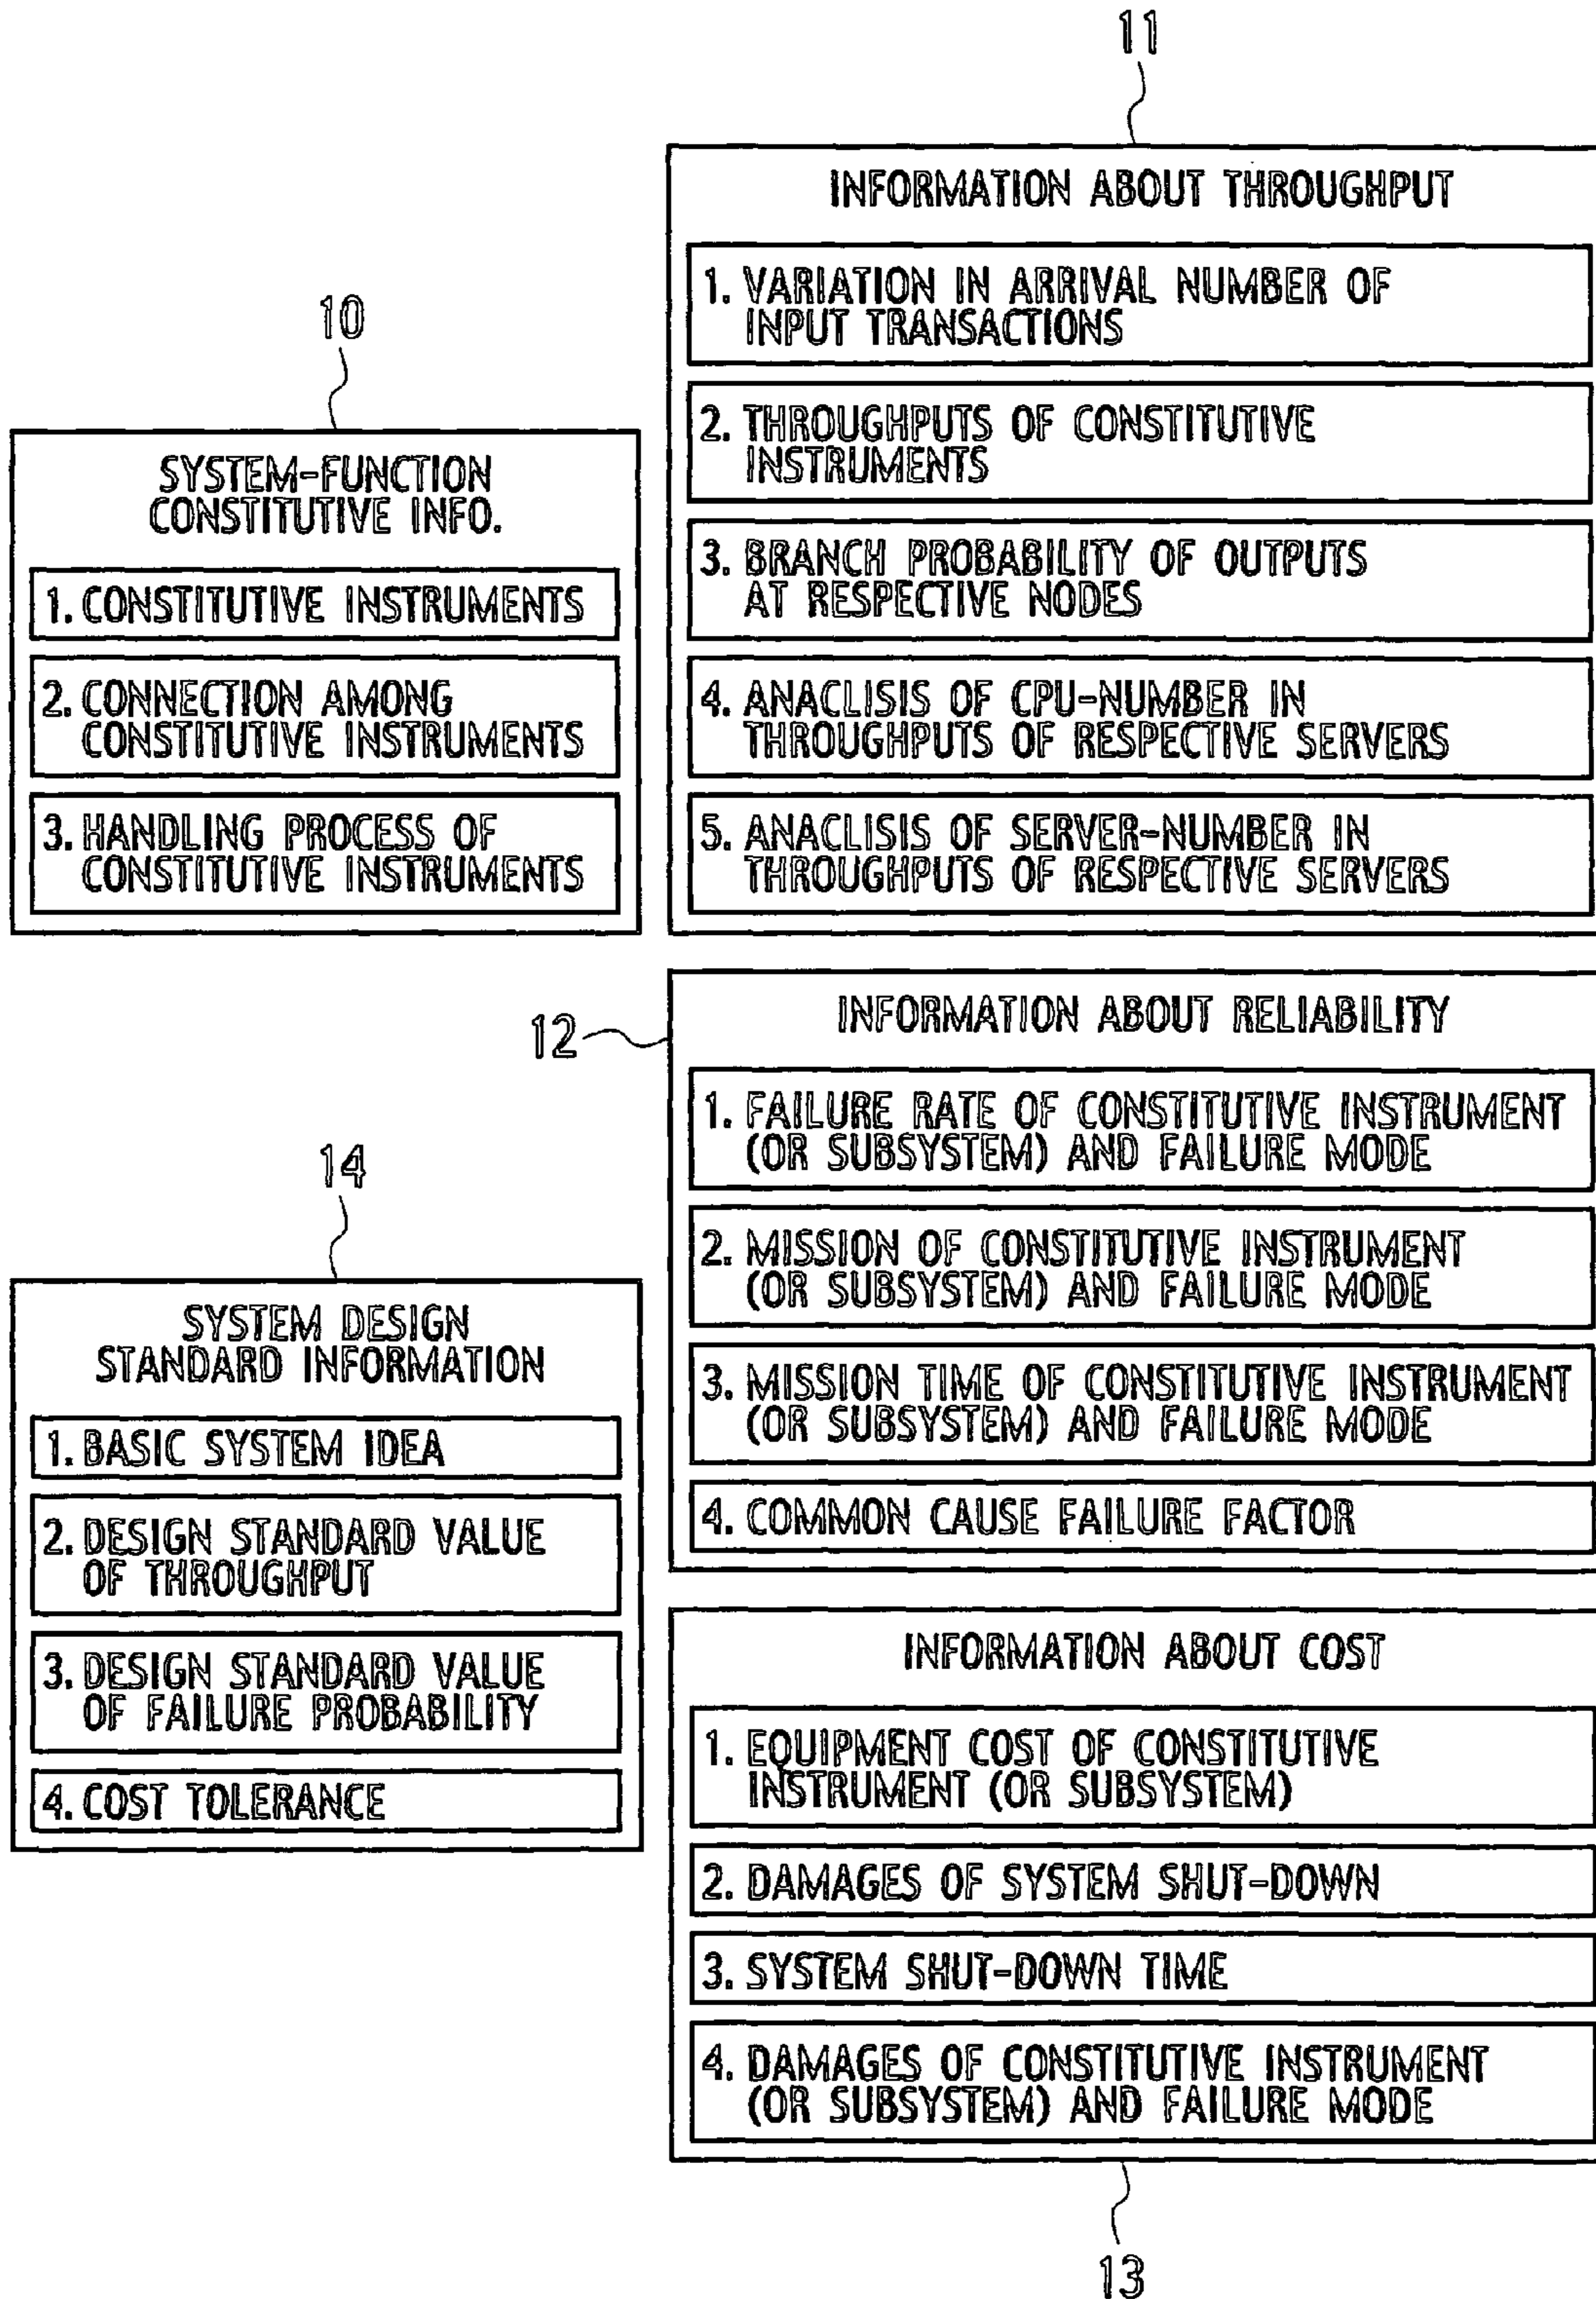 10
SYSTEM-FUNCTION
CONSTITUTIVE INFO.
1. CONSTITUTIVE INSTRUMENTS
2. CONNECTION AMONG
CONSTITUTIVE INSTRUMENTS
3. HANDLING PROCESS OF
CONSTITUTIVE INSTRUMENTS
11
INFORMATION ABOUT THROUGHPUT
1. VARIATION IN ARRIVAL NUMBER OF
INPUT TRANSACTIONS
2. THROUGHPUTS OF CONSTITUTIVE
INSTRUMENTS
3. BRANCH PROBABILITY OF OUTPUTS
AT RESPECTIVE NODES
4. ANACLISIS OF CPU-NUMBER IN
THROUGHPUTS OF RESPECTIVE SERVERS
5. ANACLISIS OF SERVER-NUMBER IN
THROUGHPUTS OF RESPECTIVE SERVERS
12
INFORMATION ABOUT RELIABILITY
1. FAILURE RATE OF CONSTITUTIVE INSTRUMENT
(OR SUBSYSTEM) AND FAILURE MODE
2. MISSION OF CONSTITUTIVE INSTRUMENT
(OR SUBSYSTEM) AND FAILURE MODE
3. MISSION TIME OF CONSTITUTIVE INSTRUMENT
(OR SUBSYSTEM) AND FAILURE MODE
4. COMMON CAUSE FAILURE FACTOR
14
SYSTEM DESIGN
STANDARD INFORMATION
1. BASIC SYSTEM IDEA
2. DESIGN STANDARD VALUE
OF THROUGHPUT
3. DESIGN STANDARD VALUE
OF FAILURE PROBABILITY
4. COST TOLERANCE
INFORMATION ABOUT COST
1. EQUIPMENT COST OF CONSTITUTIVE
INSTRUMENT (OR SUBSYSTEM)
2. DAMAGES OF SYSTEM SHUT-DOWN
3. SYSTEM SHUT-DOWN TIME
4. DAMAGES OF CONSTITUTIVE INSTRUMENT
(OR SUBSYSTEM) AND FAILURE MODE
13